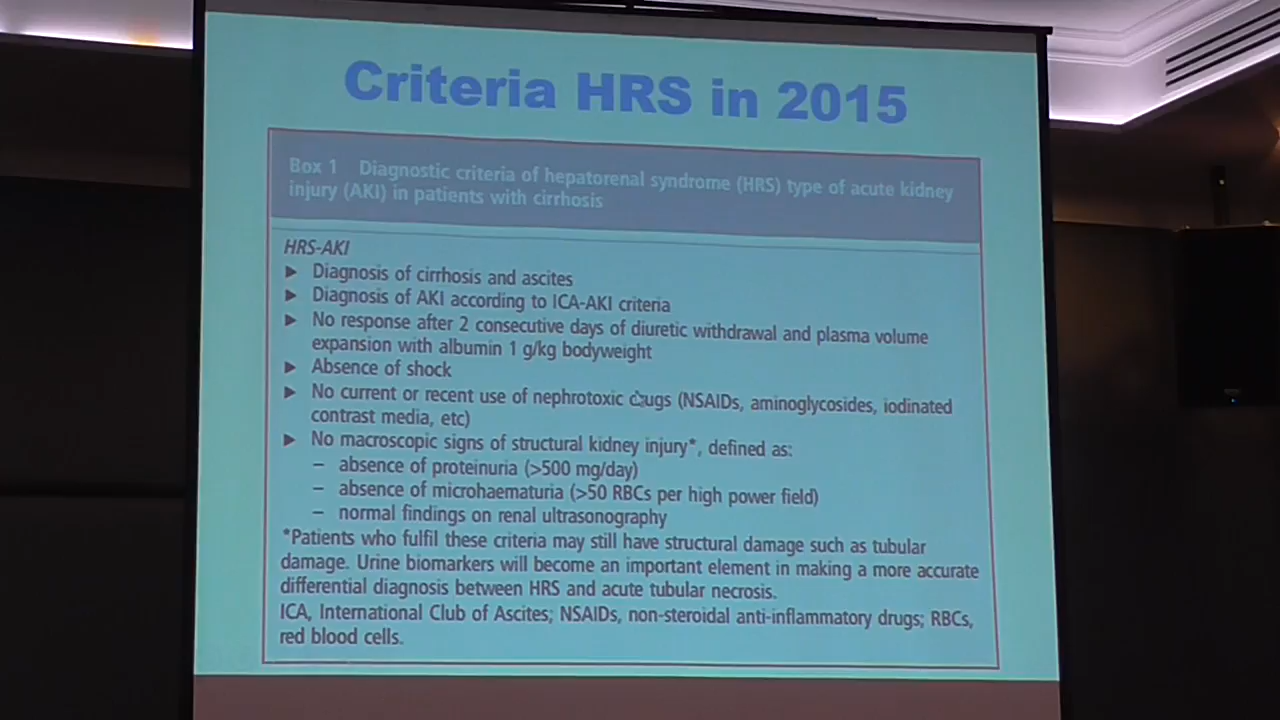 Criteria HRS in 2015
Box 1 Diagnostic criteria of hepatorenal syndrome (HRS) type of acute kidney
injury (AKI) in patients with cirrhosis
HRS-AKI
► Diagnosis of cirrhosis and ascites
► Diagnosis of AKI according to ICA-AKI criteria
► No response after 2 consecutive days of diuretic withdrawal and plasma volume
expansion with albumin 1 g/kg bodyweight
► Absence of shock
► No current or recent use of nephrotoxic drugs (NSAIDs, aminoglycosides, iodinated
contrast media, etc)
► No macroscopic signs of structural kidney injury*, defined as:
– absence of proteinuria (>500 mg/day)
– absence of microhaematuria (>50 RBCs per high power field)
– normal findings on renal ultrasonography
*Patients who fulfil these criteria may still have structural damage such as tubular
damage. Urine biomarkers will become an important element in making a more accurate
differential diagnosis between HRS and acute tubular necrosis.
ICA, International Club of Ascites; NSAIDs, non-steroidal anti-inflammatory drugs; RBCs,
red blood cells.